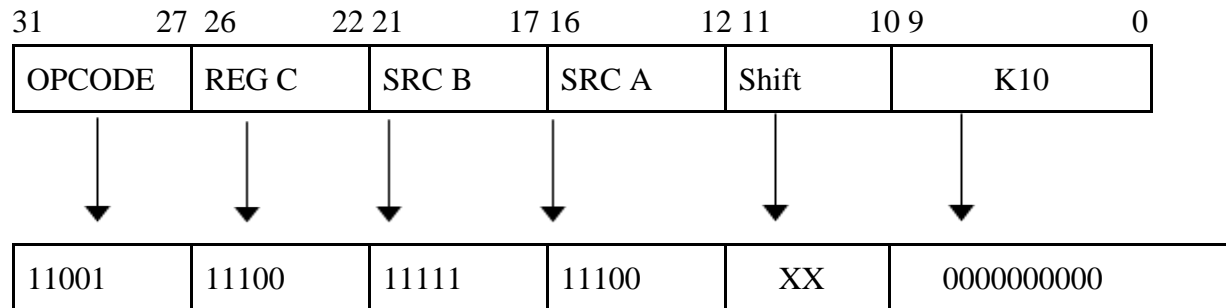 31 27 26 22 21 17 16 12 11 10 9 0
OPCODE REG C SRC B SRC A Shift K10
11001 11100 11111 11100 XX 0000000000